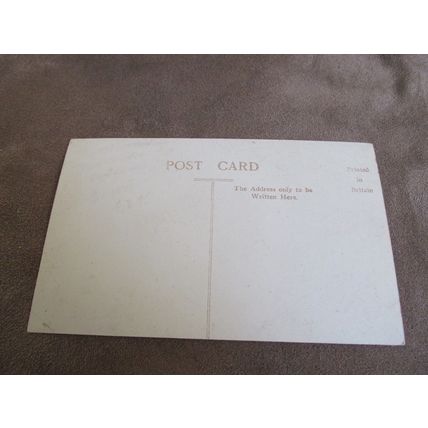 POST CARD
The Address only to be
Written Here.
Printed
in
Britain